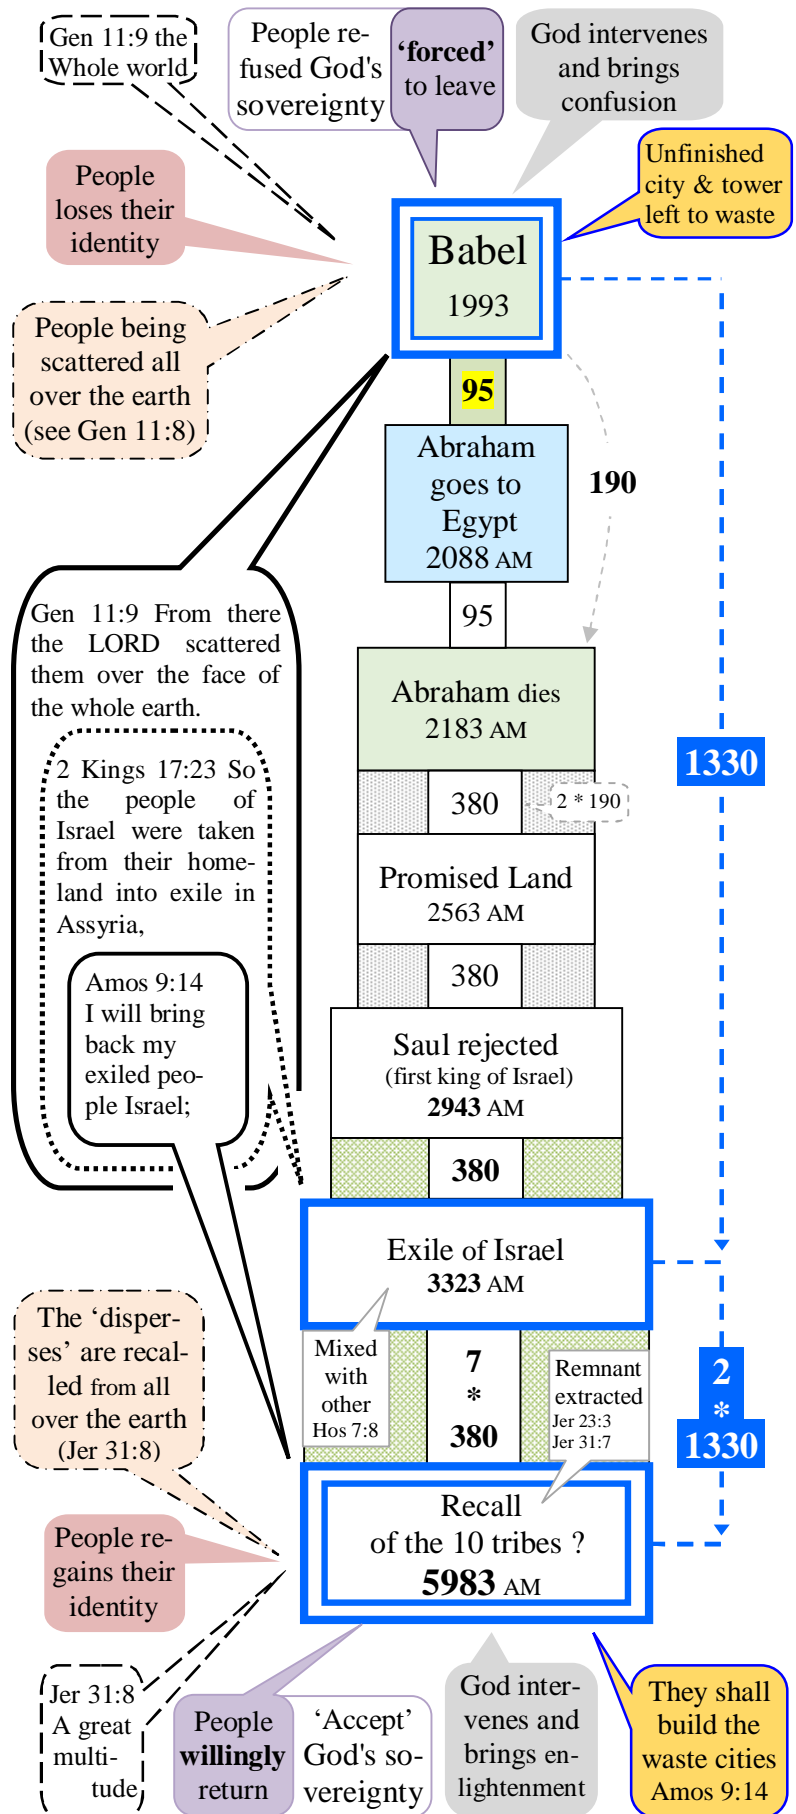 Gen 11:9 the
Whole world
People re-
fused God's
sovereignty
‘forced’
to leave
God intervenes
and brings
confusion
People
loses their
identity
Unfinished
city & tower
left to waste
Babel
1993
People being
scattered all
over the earth
(see Gen 11:8)
95
Abraham
goes to
Egypt
2088 AM
190
95
Gen 11:9 From there
the LORD scattered
them over the face of
the whole earth.
Abraham dies
2183 AM
1330
2 Kings 17:23 So
the people of
Israel were taken
from their home-
land into exile in
Assyria,
380
2 * 190
Promised Land
2563 AM
380
Amos 9:14
I will bring
back my
exiled peo-
ple Israel;
Saul rejected
(first king of Israel)
2943 AM
380
Exile of Israel
3323 AM
The ‘disper-
ses’ are recal-
led from all
over the earth
(Jer 31:8)
Mixed
with
other
Hos 7:8
7
*
380
Remnant
extracted
Jer 23:3
Jer 31:7
2
*
1330
Recall
of the 10 tribes ?
5983 AM
People re-
gains their
identity
Jer 31:8
A great
multi-
tude
People
willingly
return
‘Accept’
God's so-
vereignty
God inter-
venes and
brings en-
lightenment
They shall
build the
waste cities
Amos 9:14